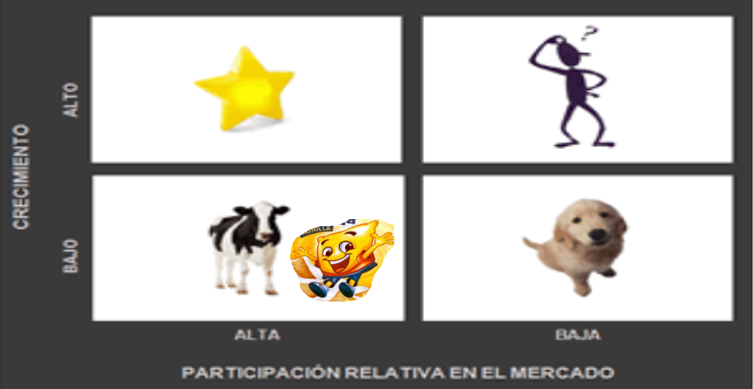 CRECIMIENTO
ALTO
?
BAJO
ALTA
BAJA
PARTICIPACIÓN RELATIVA EN EL MERCADO